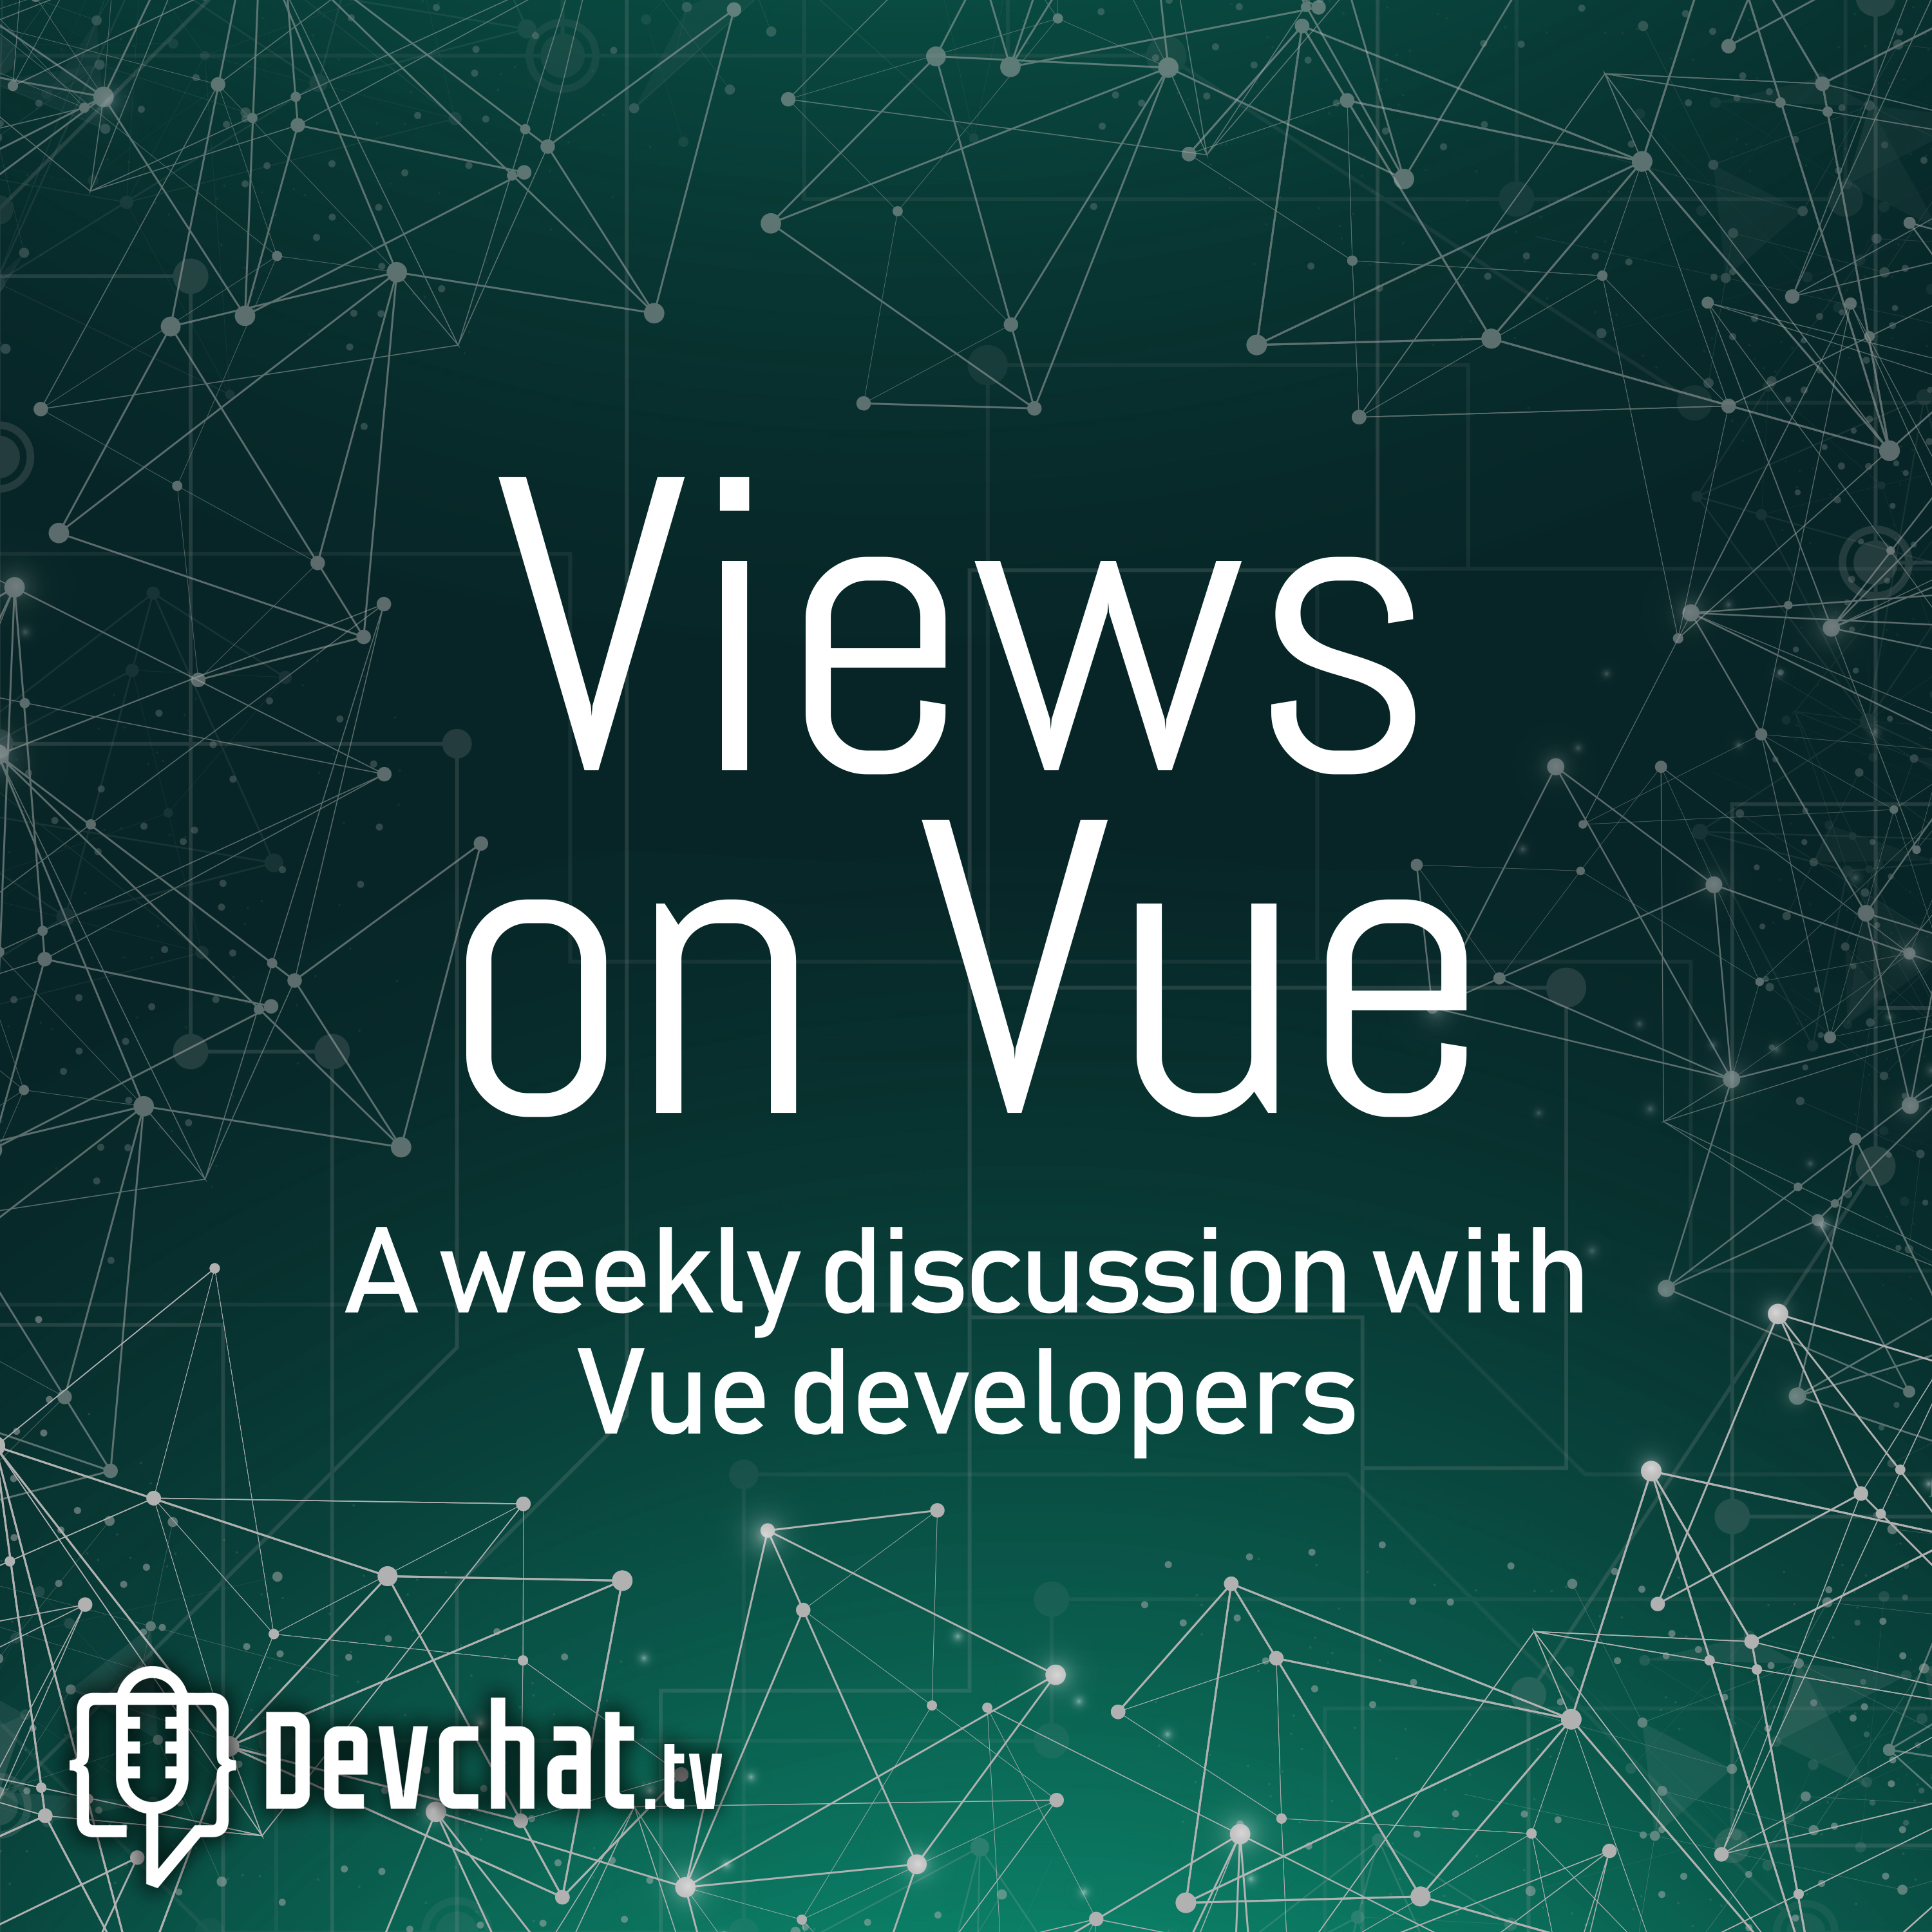 Views
on Vue
A weekly discussion with
Vue developers
Devchat.tv